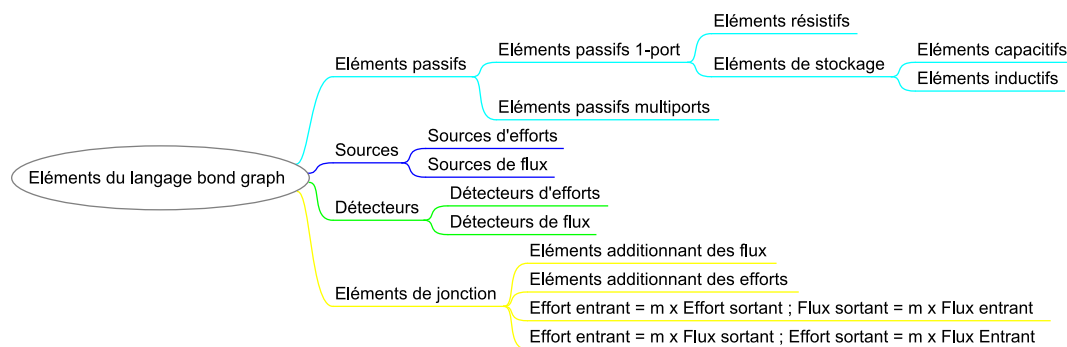 Eléments du langage bond graph
Eléments passifs
Eléments passifs 1-port
Eléments résistifs
Eléments de stockage
Eléments capacitifs
Eléments inductifs
Eléments passifs multiports
Sources
Sources d'efforts
Sources de flux
Détecteurs
Détecteurs d'efforts
Détecteurs de flux
Eléments de jonction
Eléments additionnant des flux
Eléments additionnant des efforts
Effort entrant = m x Effort sortant ; Flux sortant = m x Flux entrant
Effort entrant = m x Flux sortant ; Effort sortant = m x Flux Entrant